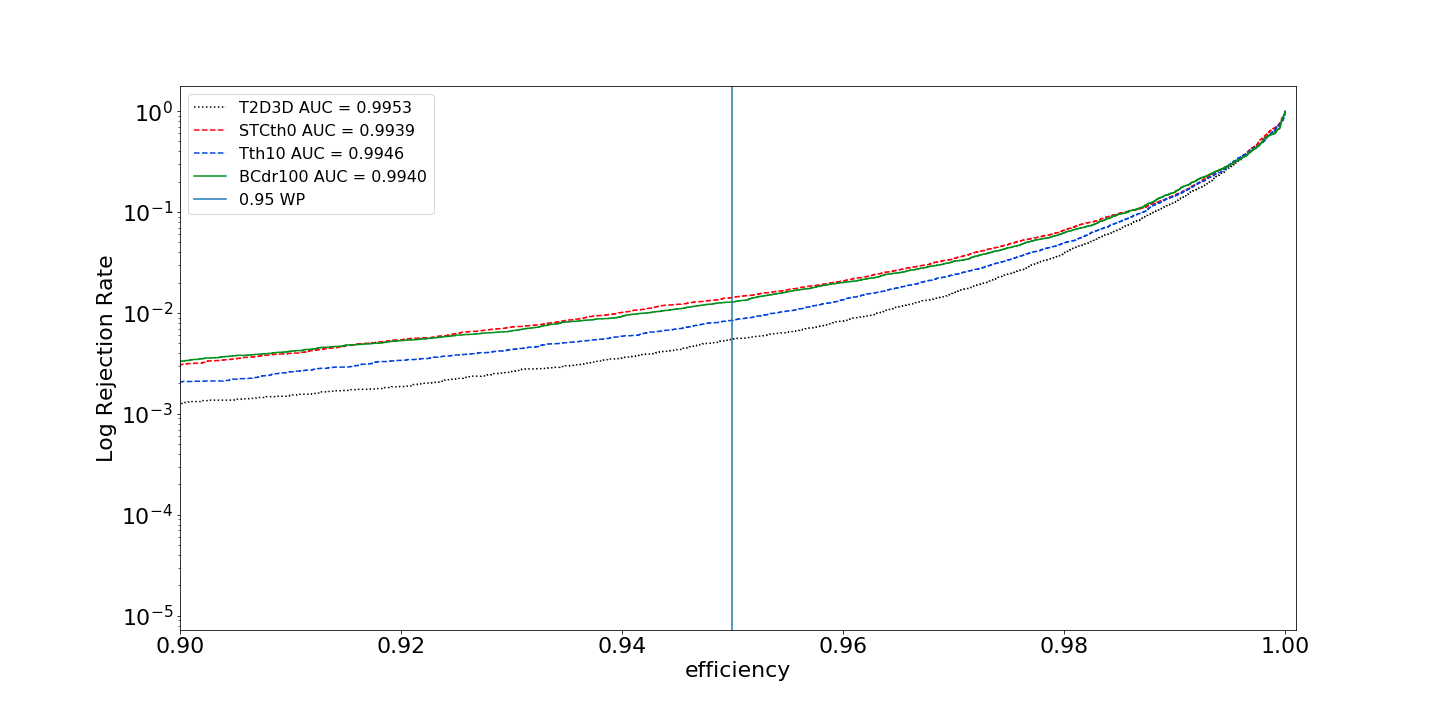 T2D3D AUC = 0.9953
STCth0 AUC = 0.9939
Tth10 AUC = 0.9946
BCdr100 AUC = 0.9940
0.95 WP
Log Rejection Rate
10⁰
10⁻¹
10⁻²
10⁻³
10⁻⁴
10⁻⁵
0.90 0.92 0.94 0.96 0.98 1.00
efficiency